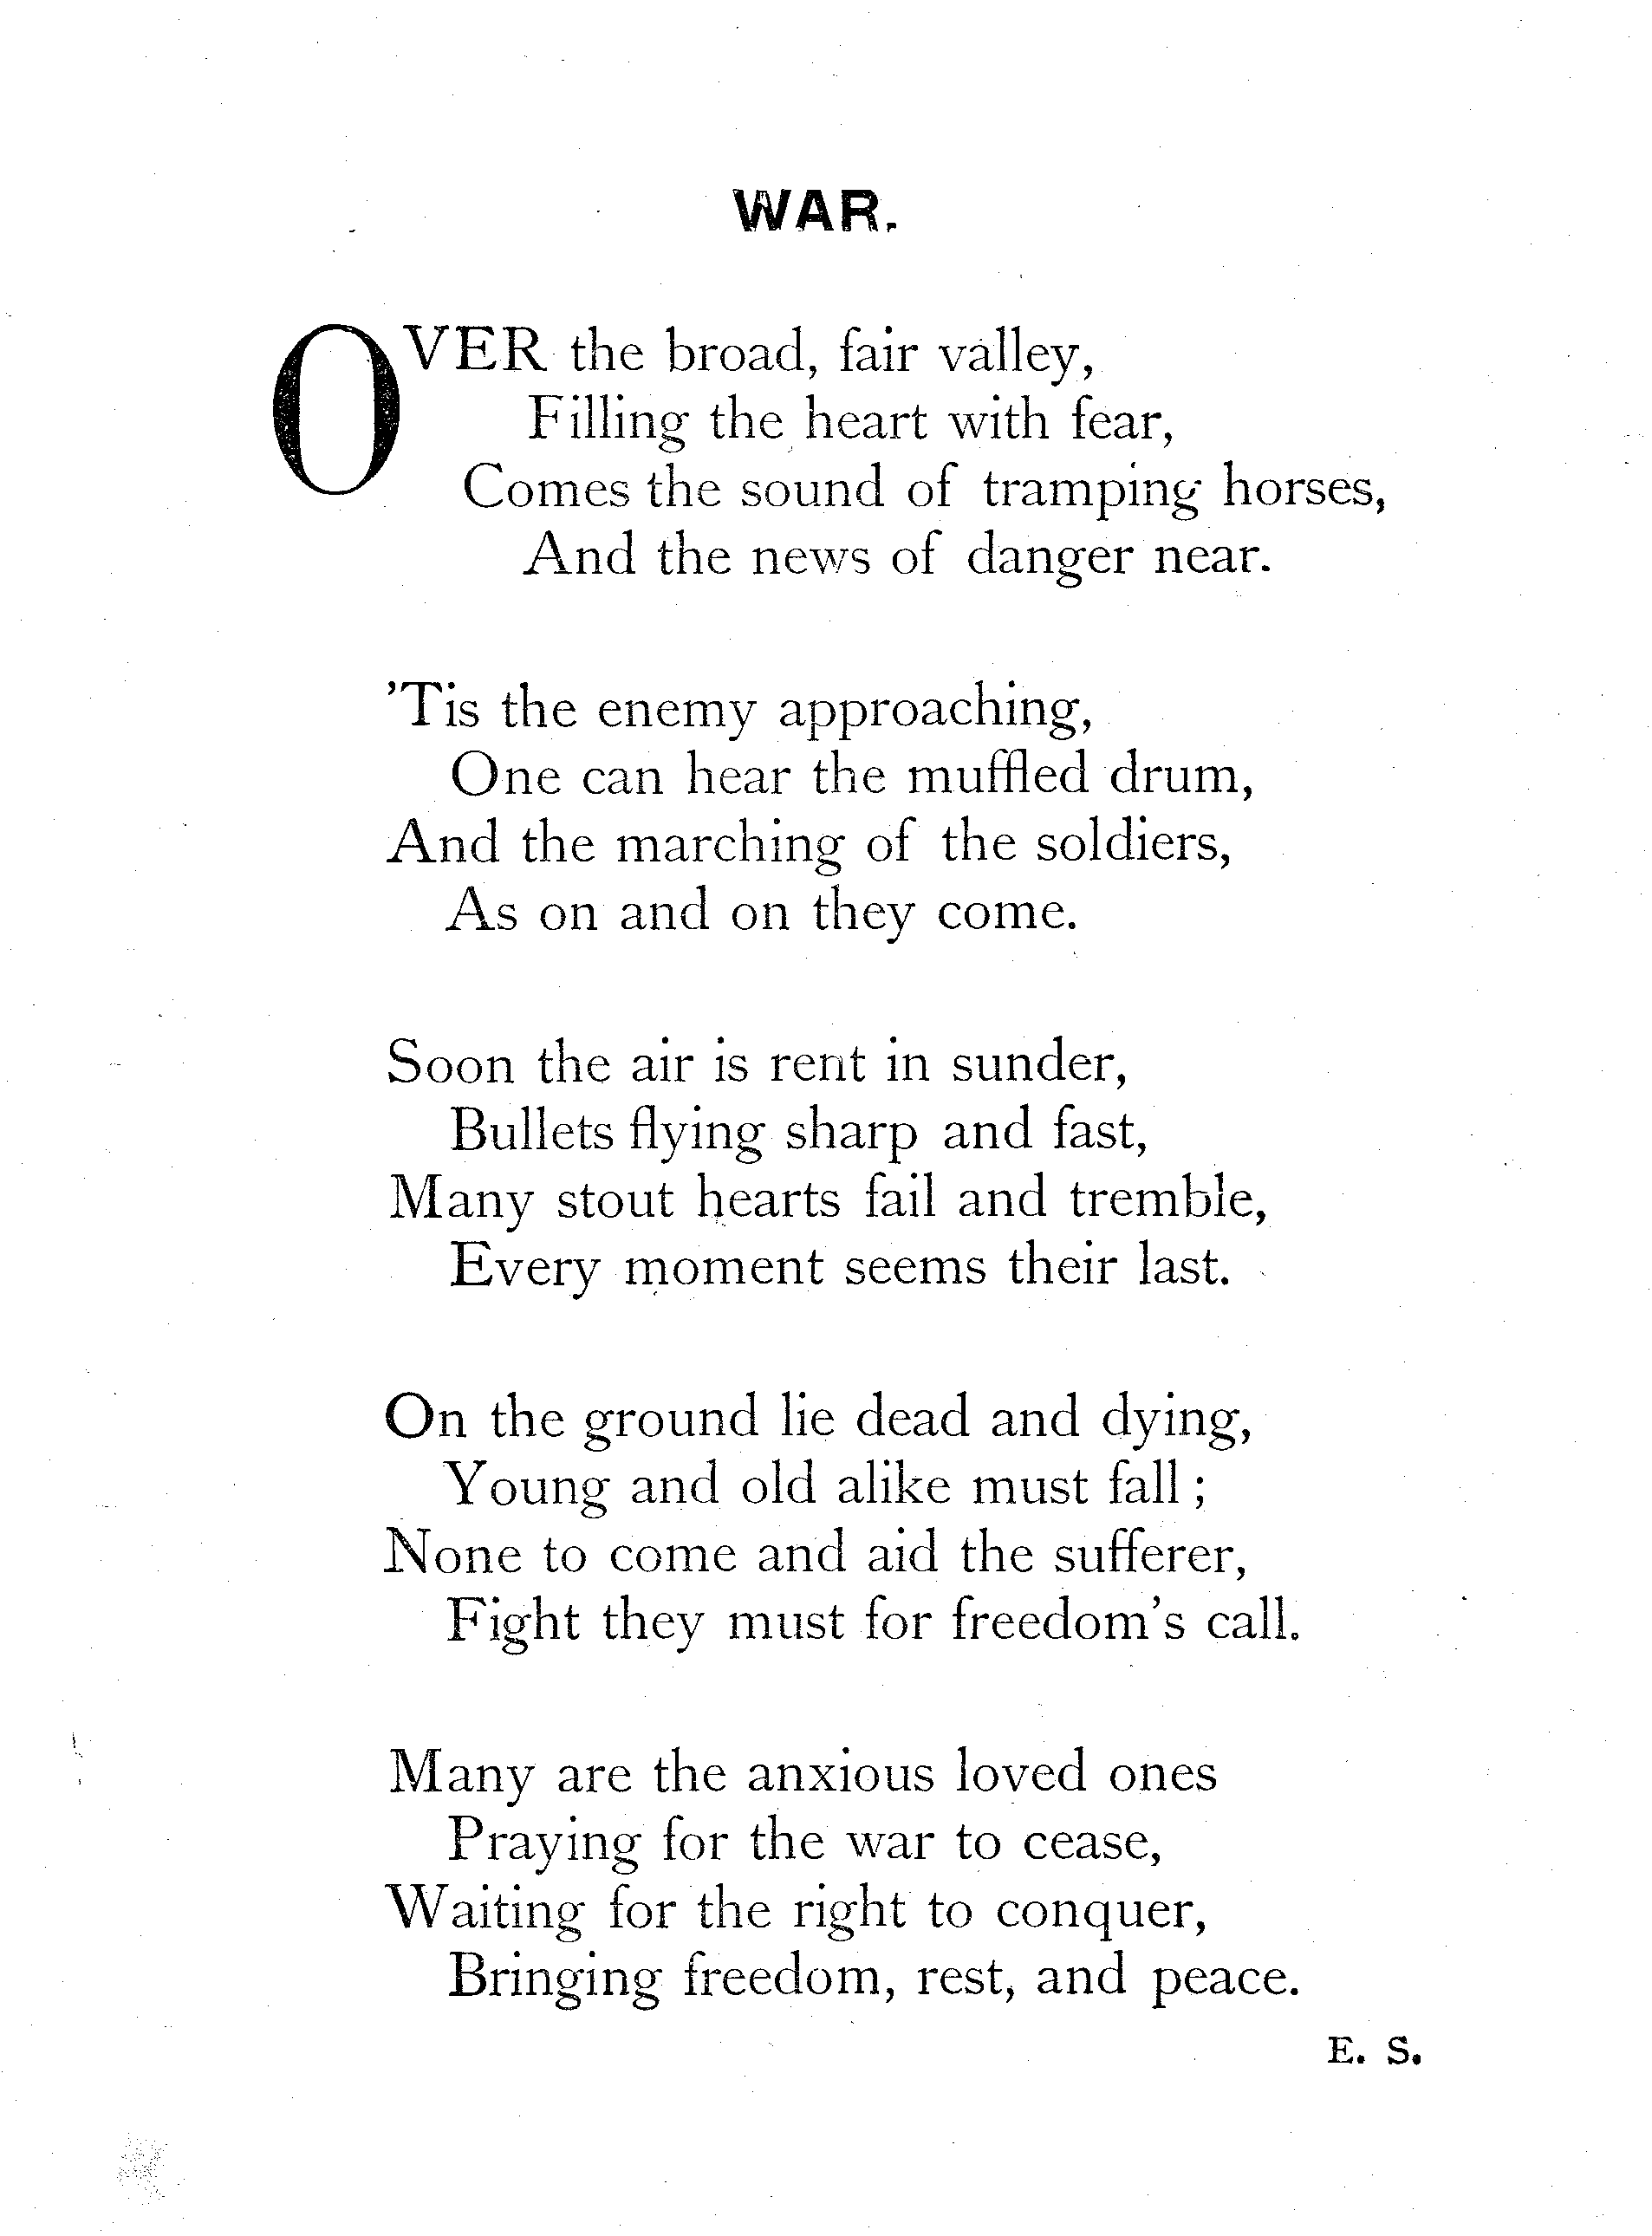 WAR.
OVER the broad, fair valley,
Filling the heart with fear,
Comes the sound of tramping horses,
And the news of danger near.
'Tis the enemy approaching,
One can hear the muffled drum,
And the marching of the soldiers,
As on and on they come.
Soon the air is rent in sunder,
Bullets flying sharp and fast,
Many stout hearts fail and tremble,
Every moment seems their last.
On the ground lie dead and dying,
Young and old alike must fall ;
None to come and aid the sufferer,
Fight they must for freedom's call.
Many are the anxious loved ones
Praying for the war to cease,
Waiting for the right to conquer,
Bringing freedom, rest, and peace.
E. S.